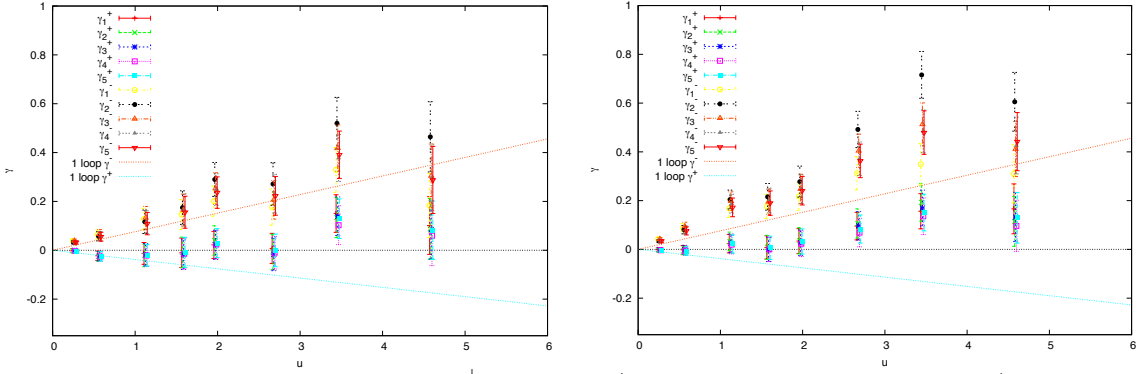 1
0.8
0.6
0.4
0.2
0
-0.2
γ
0 1 2 3 4 5 6
u
γ₁⁺
γ₂⁺
γ₃⁺
γ₄⁺
γ₅⁺
γ₁⁻
γ₂⁻
γ₃⁻
γ₄⁻
γ₅⁻
1 loop γ⁻
1 loop γ⁺
1
0.8
0.6
0.4
0.2
0
-0.2
γ
0 1 2 3 4 5 6
u
γ₁⁺
γ₂⁺
γ₃⁺
γ₄⁺
γ₅⁺
γ₁⁻
γ₂⁻
γ₃⁻
γ₄⁻
γ₅⁻
1 loop γ⁻
1 loop γ⁺